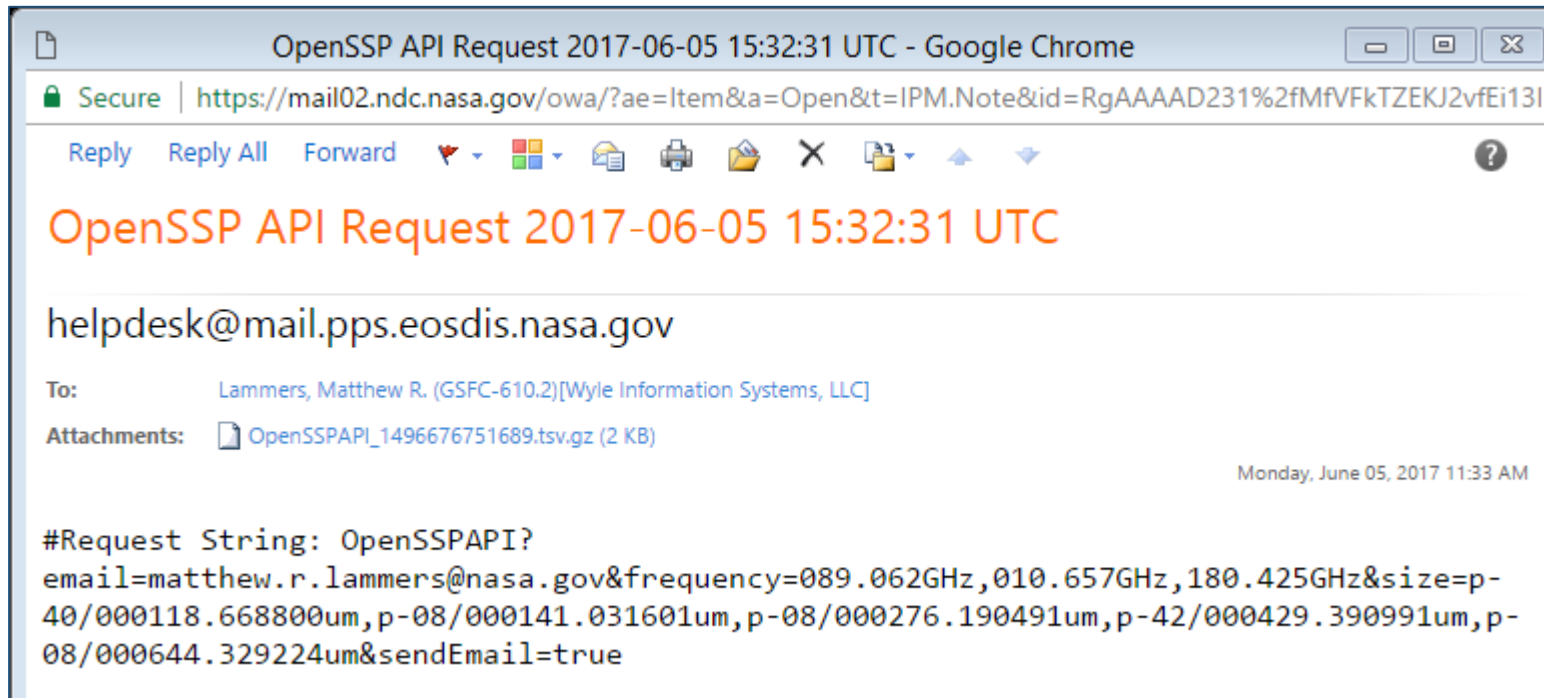 OpenSSP API Request 2017-06-05 15:32:31 UTC - Google Chrome
Secure | https://mail02.ndc.nasa.gov/owa/?ae=Item&a=Open&t=IPM.Note&id=RgAAAAD231%2fMfVFkTZEKJ2vfEi13I
Reply Reply All Forward
OpenSSP API Request 2017-06-05 15:32:31 UTC
helpdesk@mail.pps.eosdis.nasa.gov
To: Lammers, Matthew R. (GSFC-610.2)[Wyle Information Systems, LLC]
Attachments: OpenSSPAPI_1496676751689.tsv.gz (2 KB)
Monday, June 05, 2017 11:33 AM
#Request String: OpenSSPAPI?
email=matthew.r.lammers@nasa.gov&frequency=089.062GHz,010.657GHz,180.425GHz&size=p-
40/000118.668800um,p-08/000141.031601um,p-08/000276.190491um,p-42/000429.390991um,p-
08/000644.329224um&sendEmail=true